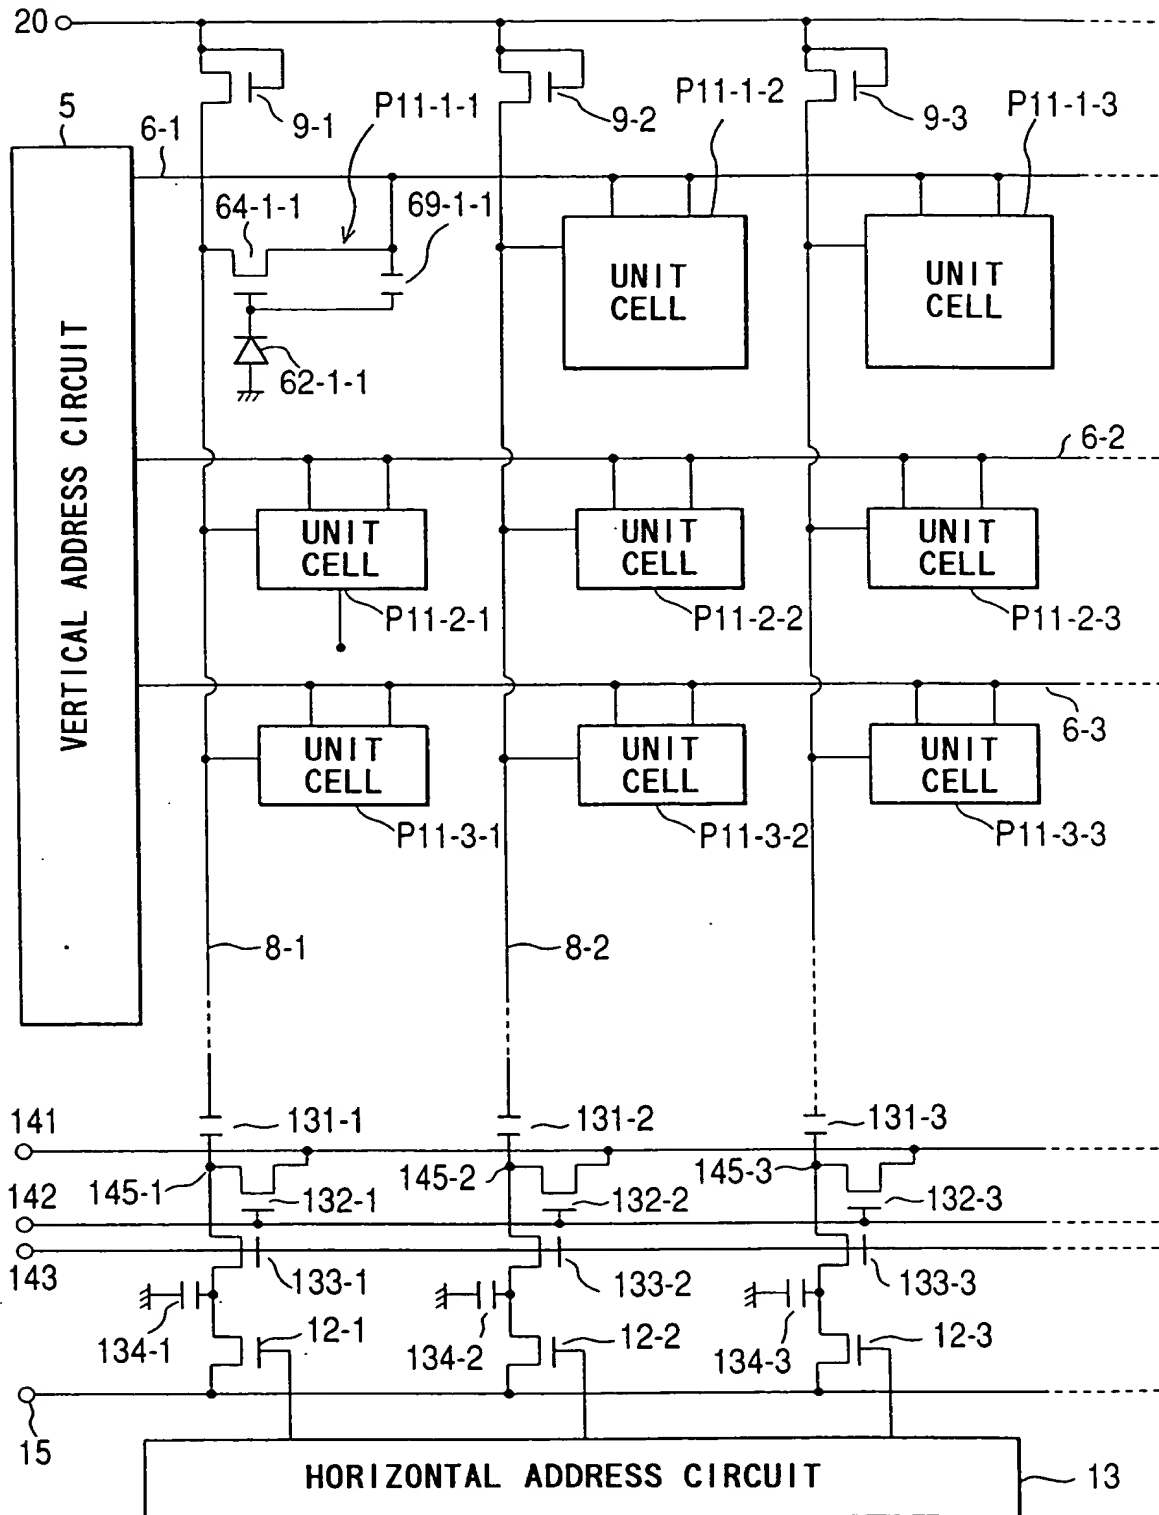 20
5
9-1
9-2
9-3
P11-1-1
P11-1-2
P11-1-3
6-1
64-1-1
69-1-1
UNIT
CELL
UNIT
CELL
62-1-1
VERTICAL ADDRESS CIRCUIT
6-2
UNIT
CELL
UNIT
CELL
UNIT
CELL
P11-2-1
P11-2-2
P11-2-3
6-3
UNIT
CELL
UNIT
CELL
UNIT
CELL
P11-3-1
P11-3-2
P11-3-3
8-1
8-2
141
131-1
131-2
131-3
145-1
145-2
145-3
142
132-1
132-2
132-3
143
133-1
133-2
133-3
134-1
12-1
134-2
12-2
134-3
12-3
15
HORIZONTAL ADDRESS CIRCUIT
13